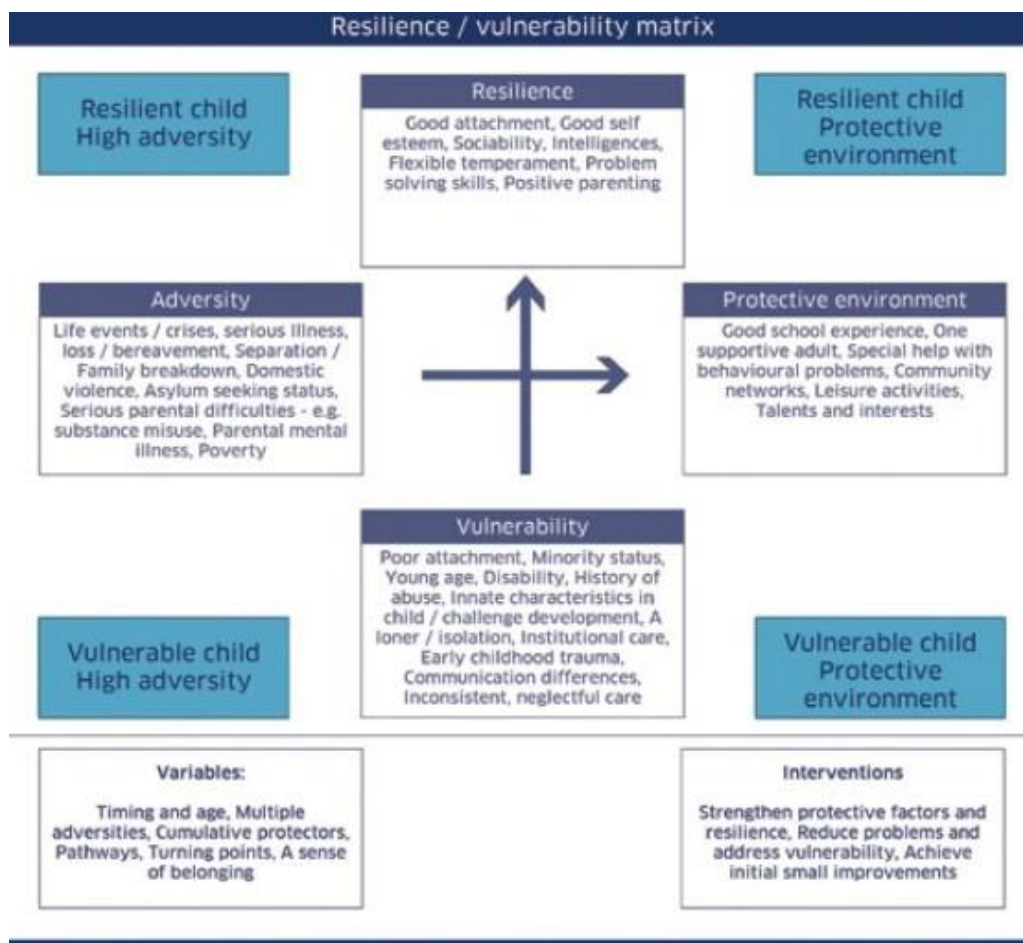 Resilience / vulnerability matrix
Resilient child
High adversity
Resilience
Good attachment, Good self
esteem, Sociability, Intelligences,
Flexible temperament, Problem
solving skills, Positive parenting
Resilient child
Protective
environment
Adversity
Life events / crises, serious Illness,
loss / bereavement, Separation /
Family breakdown, Domestic
violence, Asylum seeking status,
Serious parental difficulties - e.g.
substance misuse, Parental mental
illness, Poverty
Protective environment
Good school experience, One
supportive adult, Special help with
behavioural problems, Community
networks, Leisure activities,
Talents and interests
Vulnerability
Poor attachment, Minority status,
Young age, Disability, History of
abuse, Innate characteristics in
child / challenge development, A
loner / isolation, Institutional care,
Early childhood trauma,
Communication differences,
Inconsistent, neglectful care
Vulnerable child
High adversity
Vulnerable child
Protective
environment
Variables:
Timing and age, Multiple
adversities, Cumulative protectors,
Pathways, Turning points, A sense
of belonging
Interventions
Strengthen protective factors and
resilience, Reduce problems and
address vulnerability, Achieve
initial small improvements